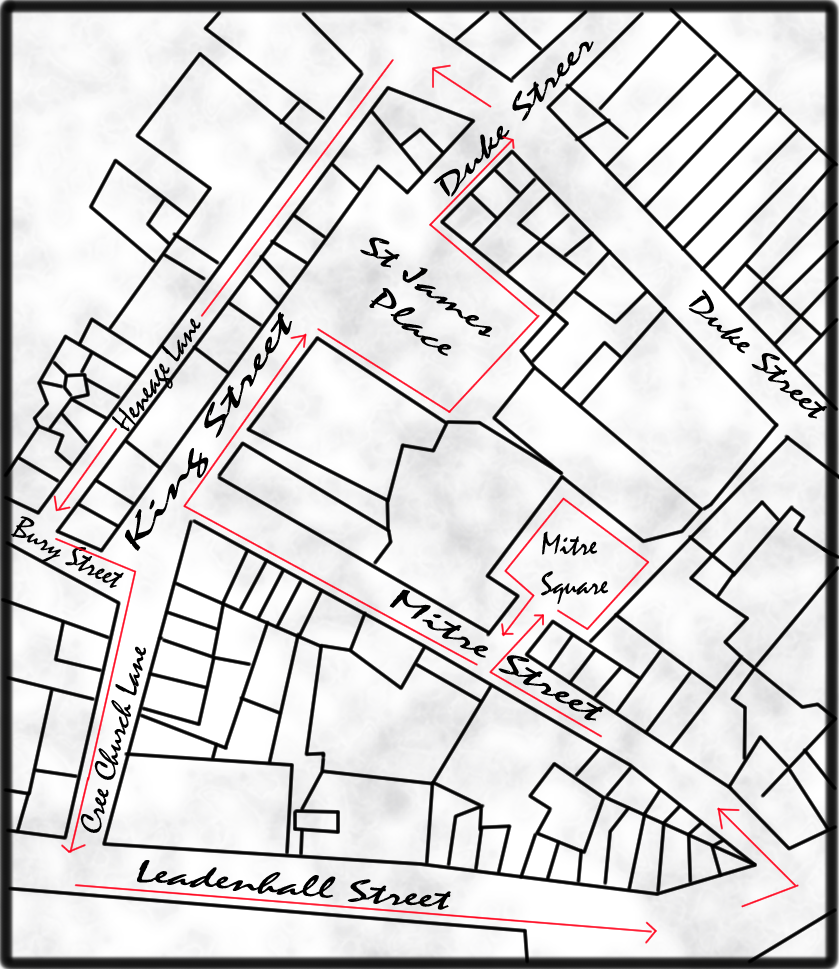 Duke Streer
St James
Place
Duke Street
Heneage Lane
King Street
Bury Street
Mitre
Square
Mitre Street
Cree Church Lane
Leadenhall Street